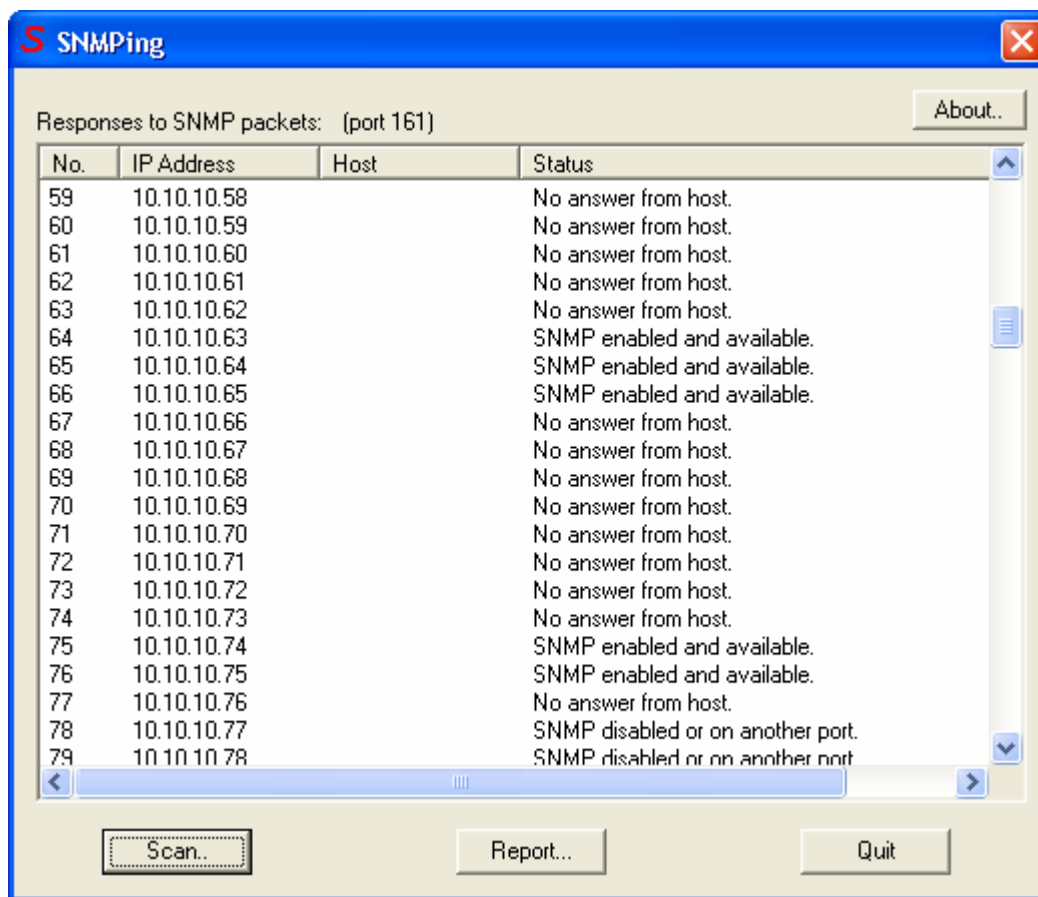 S SNMPing
About..
Responses to SNMP packets: (port 161)
No. IP Address Host Status
59 10.10.10.58 No answer from host.
60 10.10.10.59 No answer from host.
61 10.10.10.60 No answer from host.
62 10.10.10.61 No answer from host.
63 10.10.10.62 No answer from host.
64 10.10.10.63 SNMP enabled and available.
65 10.10.10.64 SNMP enabled and available.
66 10.10.10.65 SNMP enabled and available.
67 10.10.10.66 No answer from host.
68 10.10.10.67 No answer from host.
69 10.10.10.68 No answer from host.
70 10.10.10.69 No answer from host.
71 10.10.10.70 No answer from host.
72 10.10.10.71 No answer from host.
73 10.10.10.72 No answer from host.
74 10.10.10.73 No answer from host.
75 10.10.10.74 SNMP enabled and available.
76 10.10.10.75 SNMP enabled and available.
77 10.10.10.76 No answer from host.
78 10.10.10.77 SNMP disabled or on another port.
79 10.10.10.78 SNMP disabled or on another port.
Scan.. Report... Quit